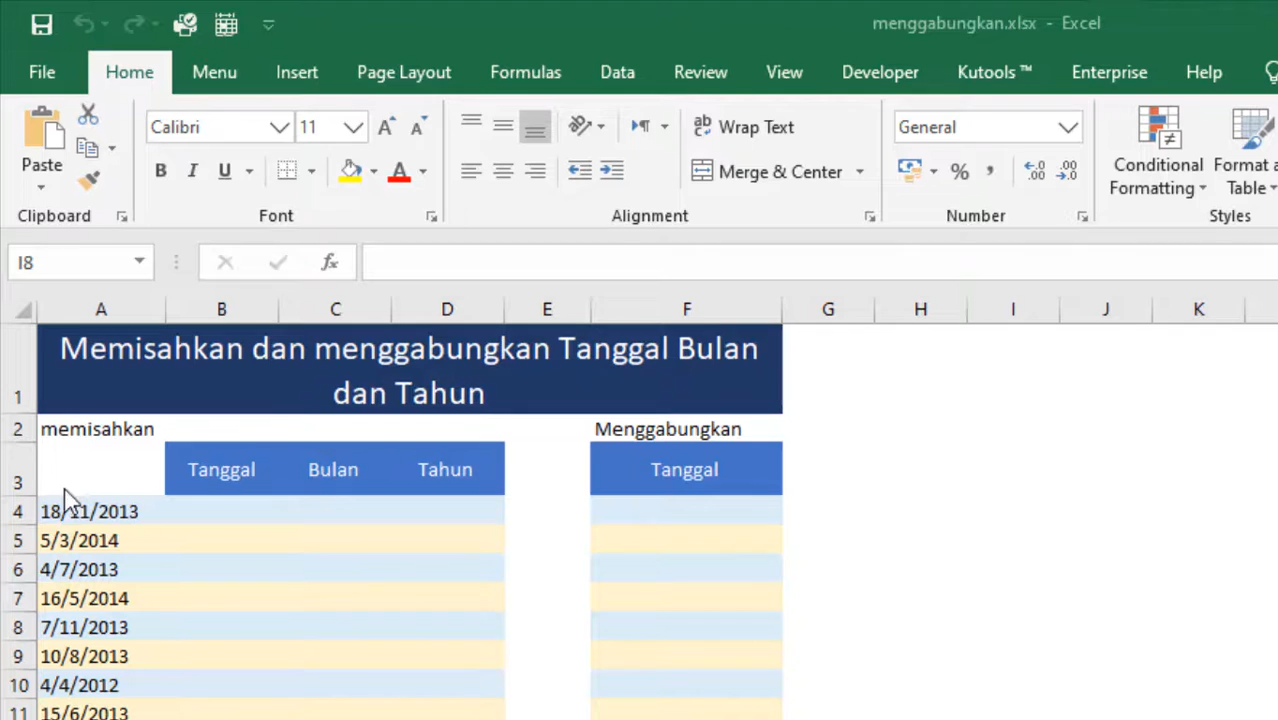 menggabungkan.xlsx - Excel
File Home Menu Insert Page Layout Formulas Data Review View Developer Kutools ™ Enterprise Help
Calibri 11 A A Wrap Text General
Paste B I U A Merge & Center % , Conditional Formatting Format a Table
Clipboard Font Alignment Number Styles
I8 fx
A B C D E F G H I J K
1 Memisahkan dan menggabungkan Tanggal Bulan
dan Tahun
2 memisahkan Menggabungkan
3 Tanggal Bulan Tahun Tanggal
4 18/11/2013
5 5/3/2014
6 4/7/2013
7 16/5/2014
8 7/11/2013
9 10/8/2013
10 4/4/2012
11 15/6/2013